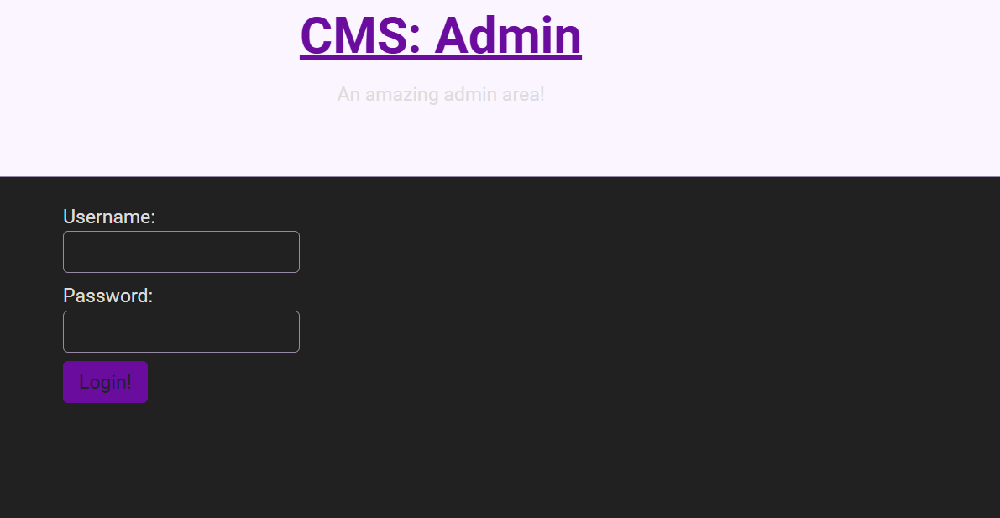 CMS: Admin
An amazing admin area!
Username:
Password:
Login!